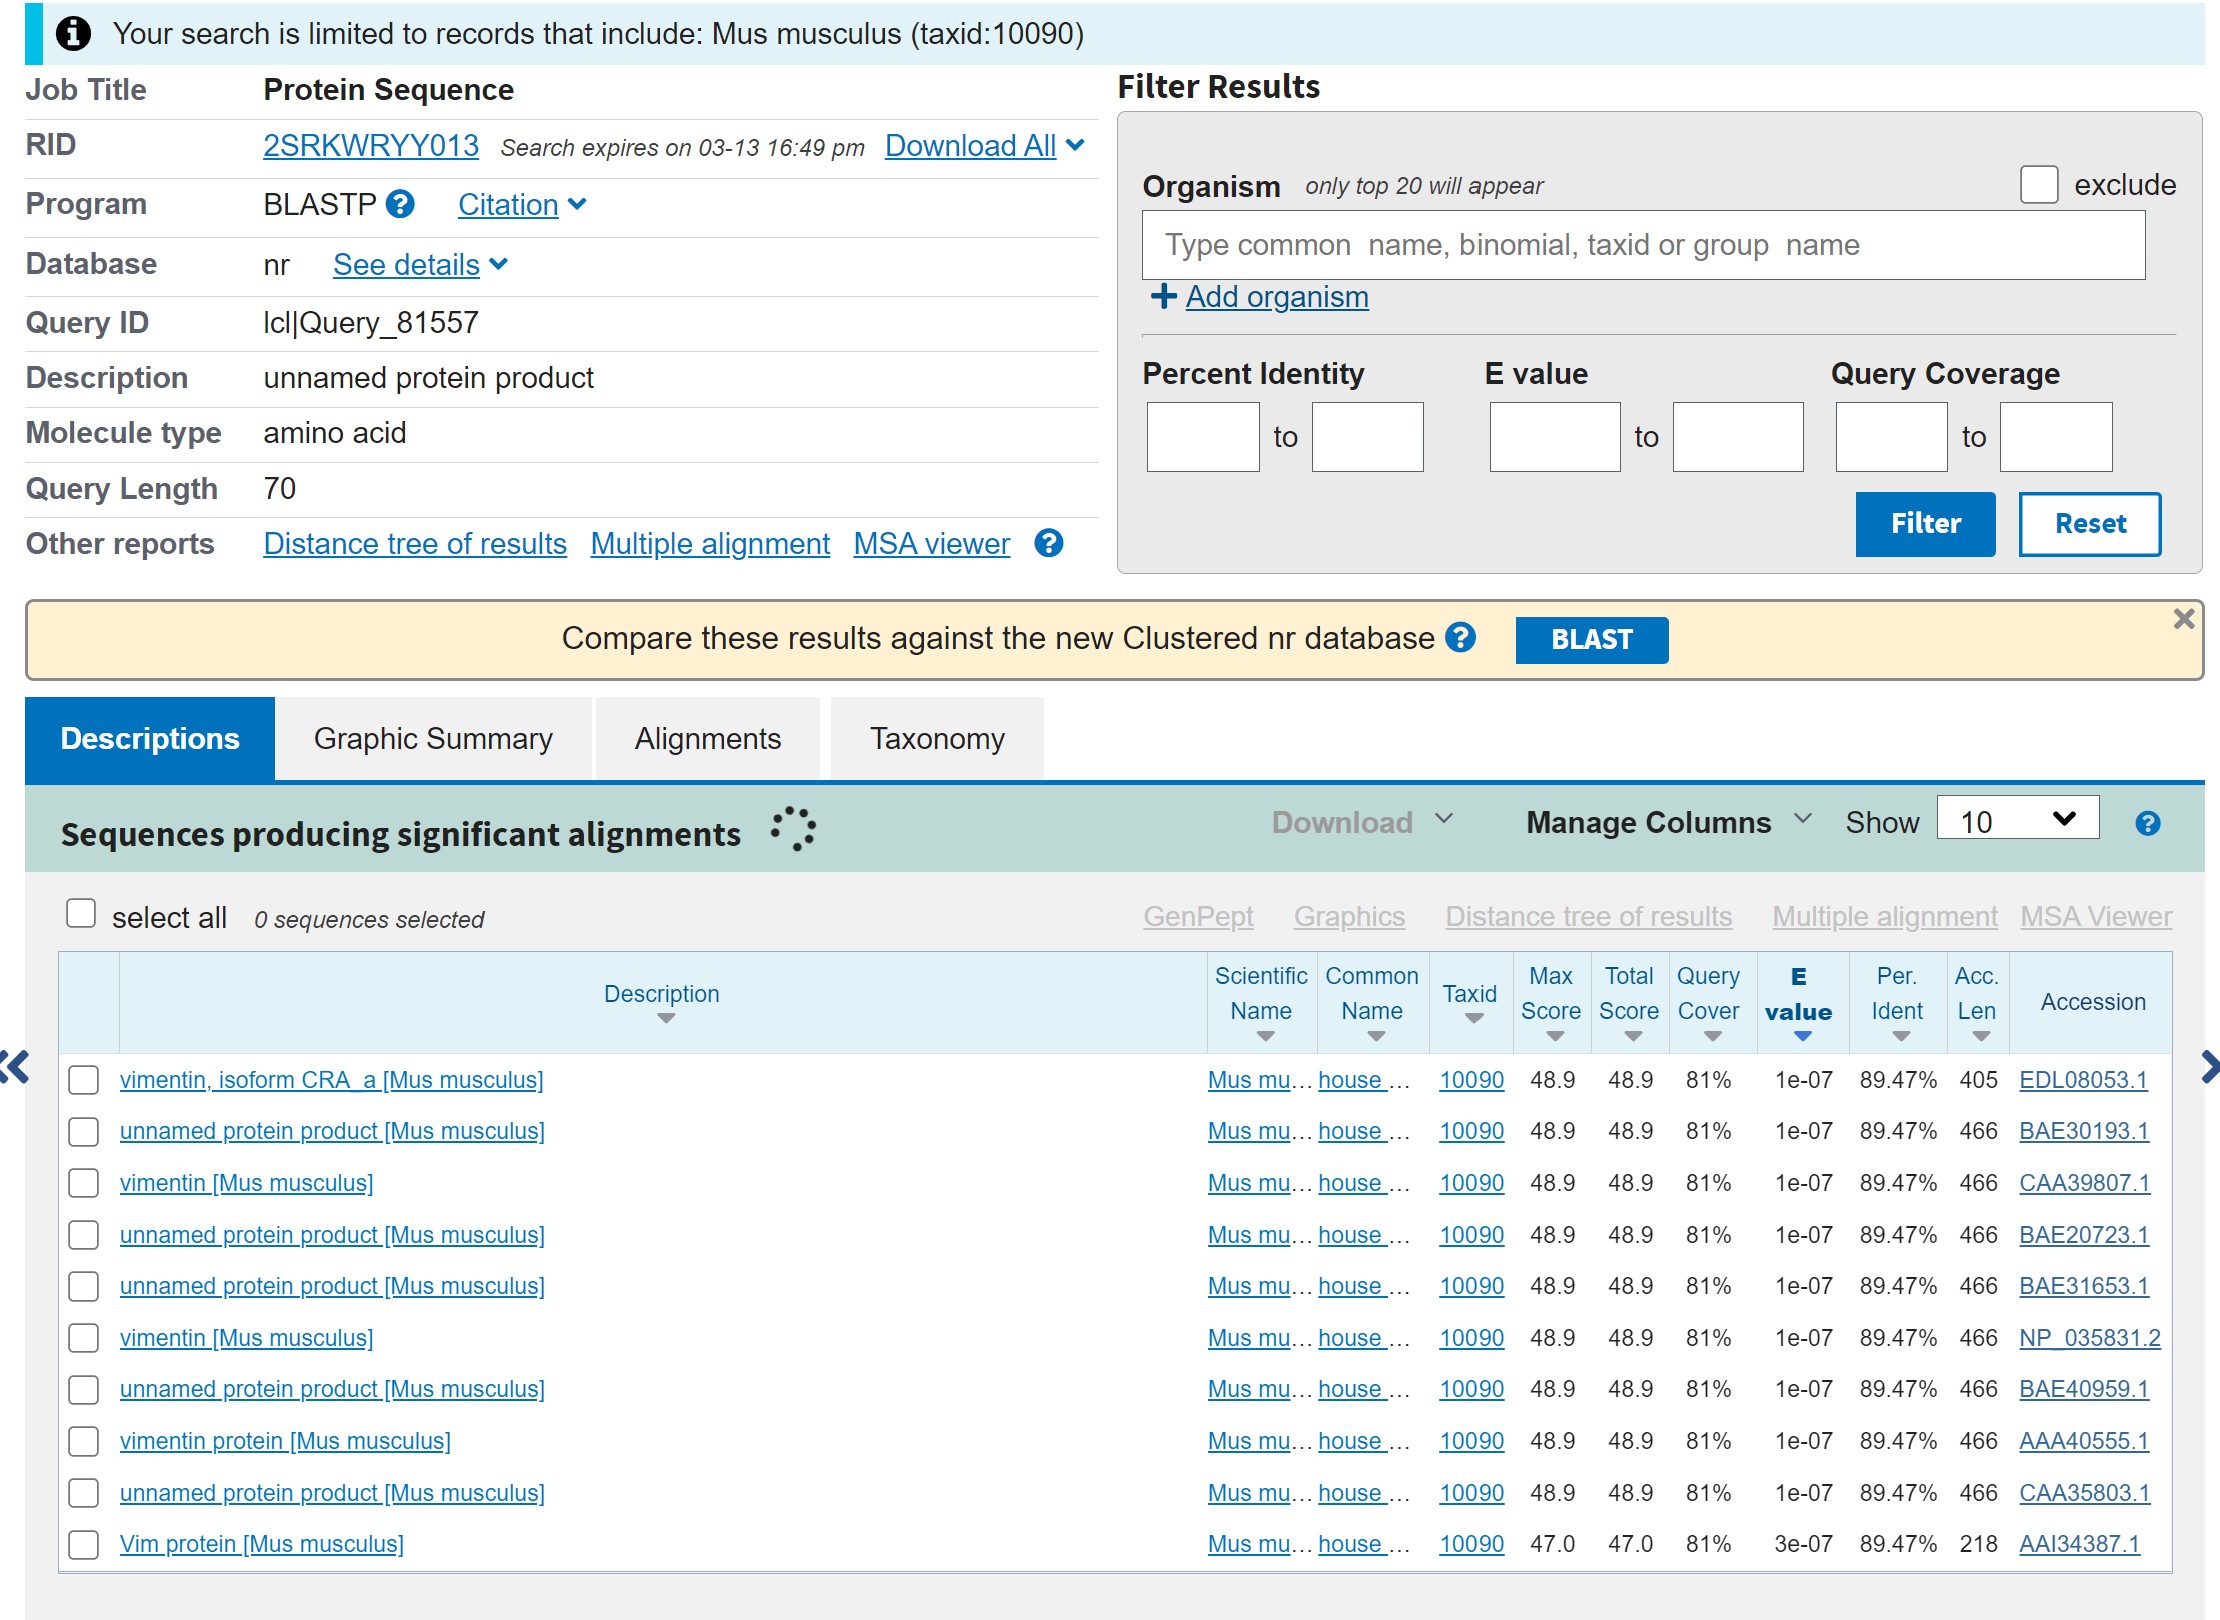 Your search is limited to records that include: Mus musculus (taxid:10090)
Job Title Protein Sequence
RID 2SRKWRYY013 Search expires on 03-13 16:49 pm Download All
Program BLASTP ? Citation
Database nr See details
Query ID lcl|Query_81557
Description unnamed protein product
Molecule type amino acid
Query Length 70
Other reports Distance tree of results Multiple alignment MSA viewer ?
Filter Results
Organism only top 20 will appear exclude
Type common name, binomial, taxid or group name
+ Add organism
Percent Identity E value Query Coverage
to to to
Filter Reset
Compare these results against the new Clustered nr database ? BLAST
Descriptions Graphic Summary Alignments Taxonomy
Sequences producing significant alignments Download Manage Columns Show 10 ?
select all 0 sequences selected GenPept Graphics Distance tree of results Multiple alignment MSA Viewer
Description Scientific Name Common Name Taxid Max Score Total Score Query Cover E value Per. Ident Acc. Len Accession
vimentin, isoform CRA_a [Mus musculus] Mus mu... house ... 10090 48.9 48.9 81% 1e-07 89.47% 405 EDL08053.1
unnamed protein product [Mus musculus] Mus mu... house ... 10090 48.9 48.9 81% 1e-07 89.47% 466 BAE30193.1
vimentin [Mus musculus] Mus mu... house ... 10090 48.9 48.9 81% 1e-07 89.47% 466 CAA39807.1
unnamed protein product [Mus musculus] Mus mu... house ... 10090 48.9 48.9 81% 1e-07 89.47% 466 BAE20723.1
unnamed protein product [Mus musculus] Mus mu... house ... 10090 48.9 48.9 81% 1e-07 89.47% 466 BAE31653.1
vimentin [Mus musculus] Mus mu... house ... 10090 48.9 48.9 81% 1e-07 89.47% 466 NP_035831.2
unnamed protein product [Mus musculus] Mus mu... house ... 10090 48.9 48.9 81% 1e-07 89.47% 466 BAE40959.1
vimentin protein [Mus musculus] Mus mu... house ... 10090 48.9 48.9 81% 1e-07 89.47% 466 AAA40555.1
unnamed protein product [Mus musculus] Mus mu... house ... 10090 48.9 48.9 81% 1e-07 89.47% 466 CAA35803.1
Vim protein [Mus musculus] Mus mu... house ... 10090 47.0 47.0 81% 3e-07 89.47% 218 AAI34387.1